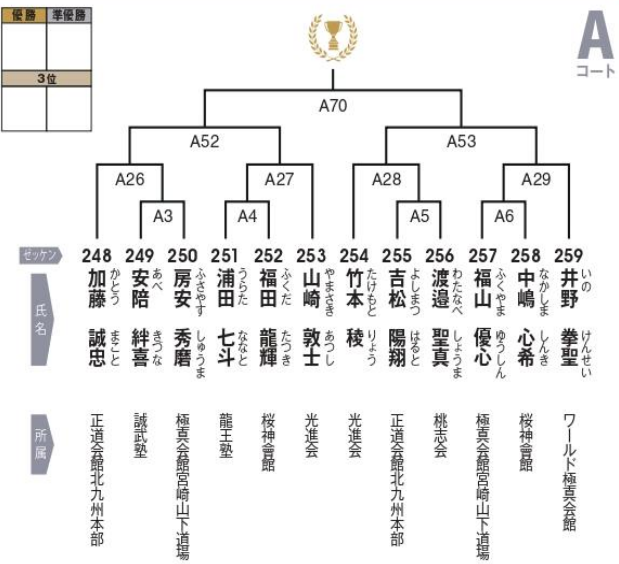 優勝 準優勝
3位
A
コート
A70
A52 A53
A26 A27 A28 A29
A3 A4 A5 A6
ゼッケン 248 249 250 251 252 253 254 255 256 257 258 259
氏名
加藤 誠忠 かとう まこと
安陪 絆喜 あべ きづな
房安 秀磨 ふさやす しゅうま
浦田 七斗 うらた ななと
福田 龍輝 ふくだ たつき
山崎 敦士 やまさき あつし
竹本 稜 たけもと りょう
吉松 陽翔 よしまつ はると
渡邉 聖真 わたなべ しょうま
福山 優心 ふくやま ゆうしん
中嶋 心希 なかしま しんき
井野 拳聖 いの けんせい
所属
正道会館北九州本部
誠武塾
極真会館宮崎山下道場
龍王塾
桜神會館
光進会
光進会
正道会館北九州本部
桃志会
極真会館宮崎山下道場
桜神會館
ワールド極真会館